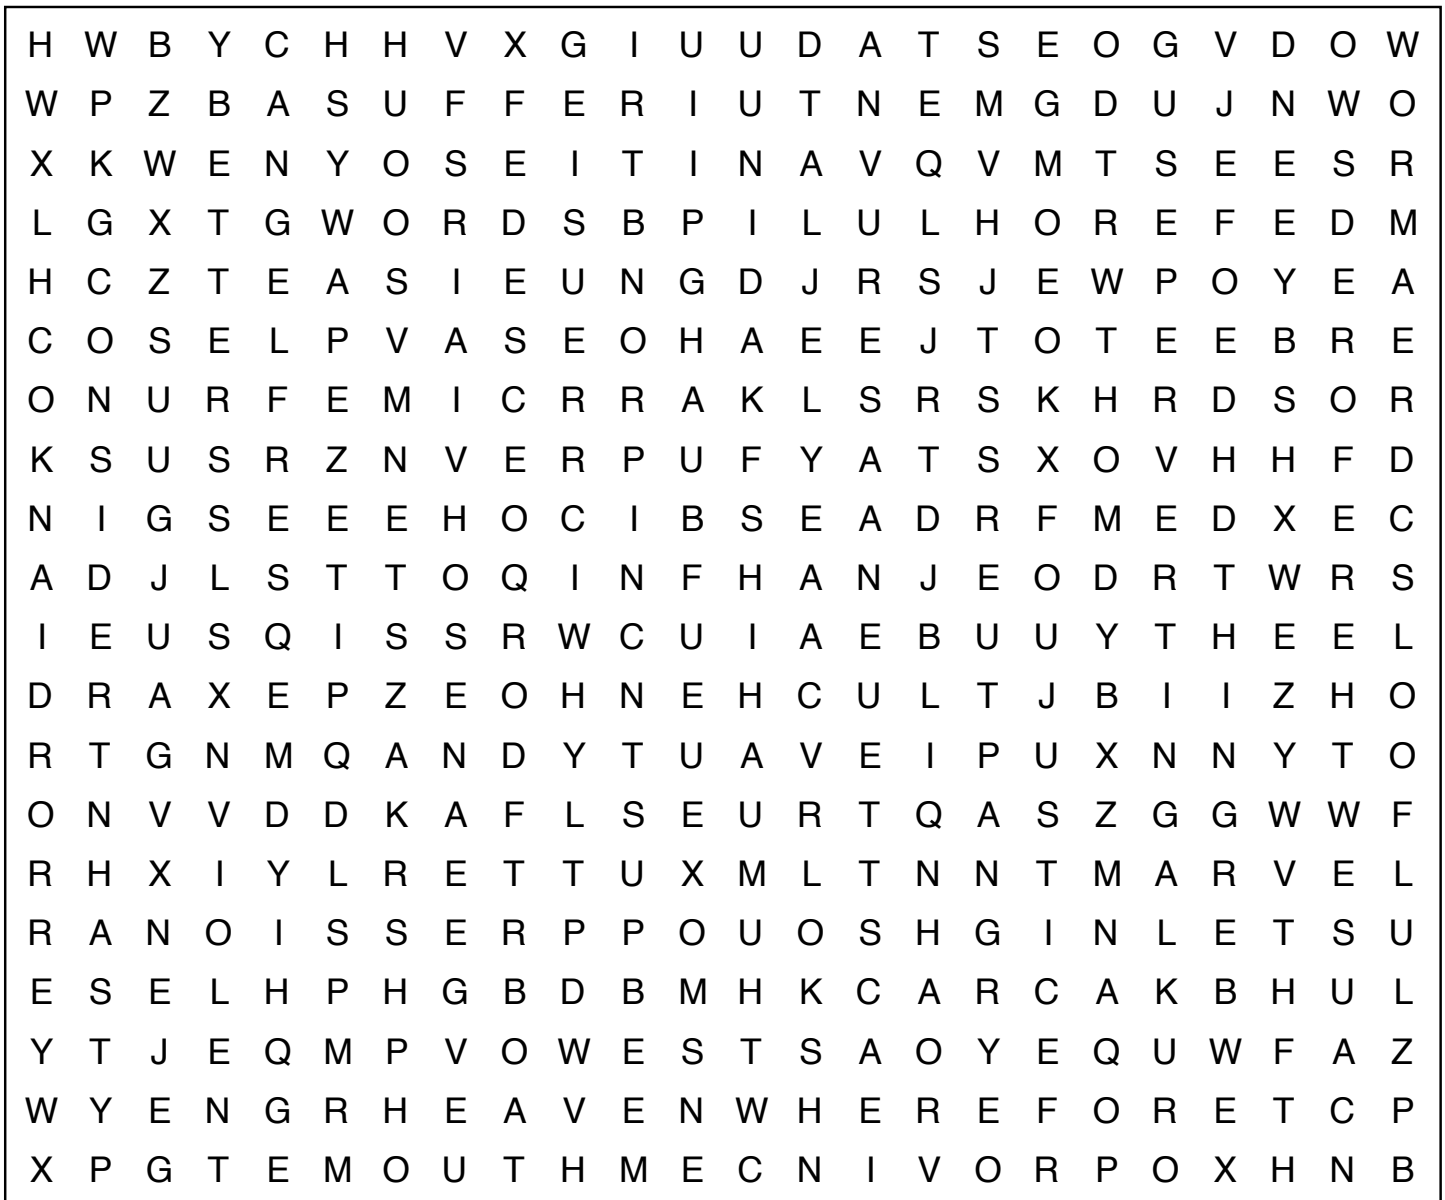 H W B Y C H H V X G I U U D A T S E O G V D O W
W P Z B A S U F F E R I U T N E M G D U J N W O
X K W E N Y O S E I T I N A V Q V M T S E E S R
L G X T G W O R D S B P I L U L H O R E F E D M
H C Z T E A S I E U N G D J R S J E W P O Y E A
C O S E L P V A S E O H A E E J T O T E E B R E
O N U R F E M I C R R A K L S R S K H R D S O R
K S U S R Z N V E R P U F Y A T S X O V H H F D
N I G S E E E H O C I B S E A D R F M E D X E C
A D J L S T T O Q I N F H A N J E O D R T W R S
I E U S Q I S S R W C U I A E B U U Y T H E E L
D R A X E P Z E O H N E H C U L T J B I I Z H O
R T G N M Q A N D Y T U A V E I P U X N N Y T O
O N V V D D K A F L S E U R T Q A S Z G G W W F
R H X I Y L R E T T U X M L T N N T M A R V E L
R A N O I S S E R P P O U O S H G I N L E T S U
E S E L H P H G B D B M H K C A R C A K B H U L
Y T J E Q M P V O W E S T S A O Y E Q U W F A Z
W Y E N G R H E A V E N W H E R E F O R E T C P
X P G T E M O U T H M E C N I V O R P O X H N B